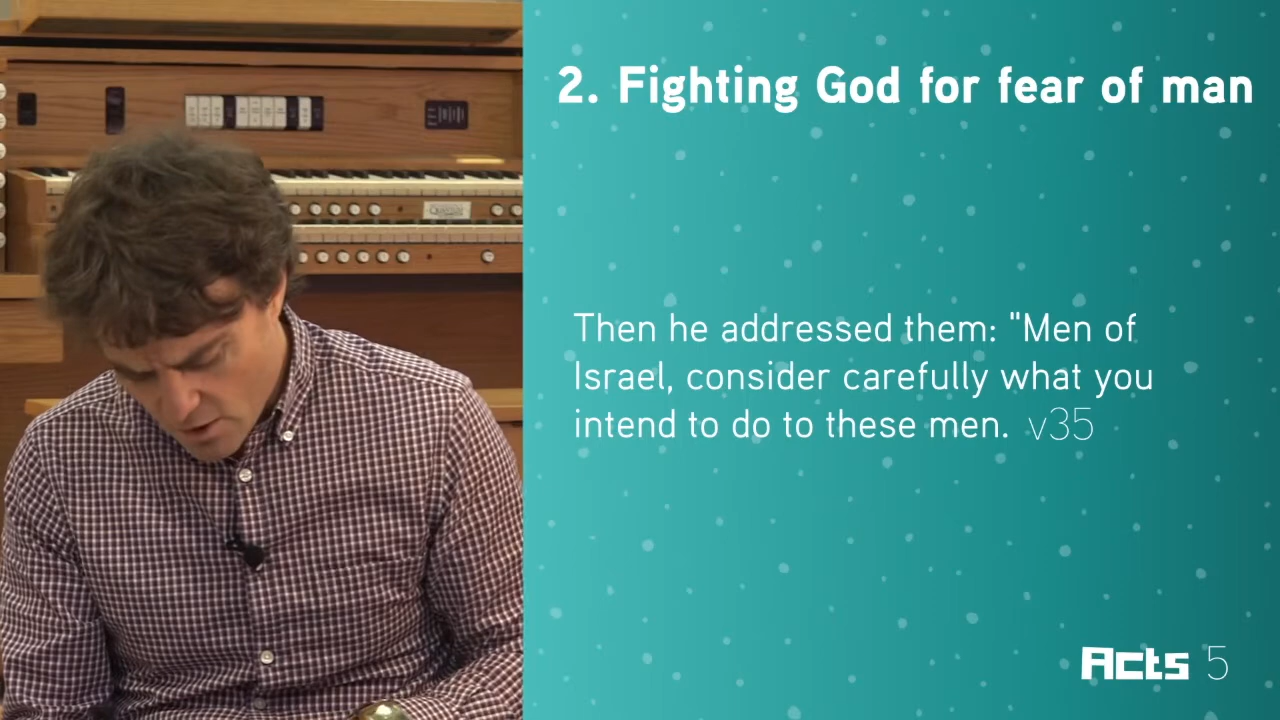 2. Fighting God for fear of man
Then he addressed them: "Men of
Israel, consider carefully what you
intend to do to these men. v35
Acts 5